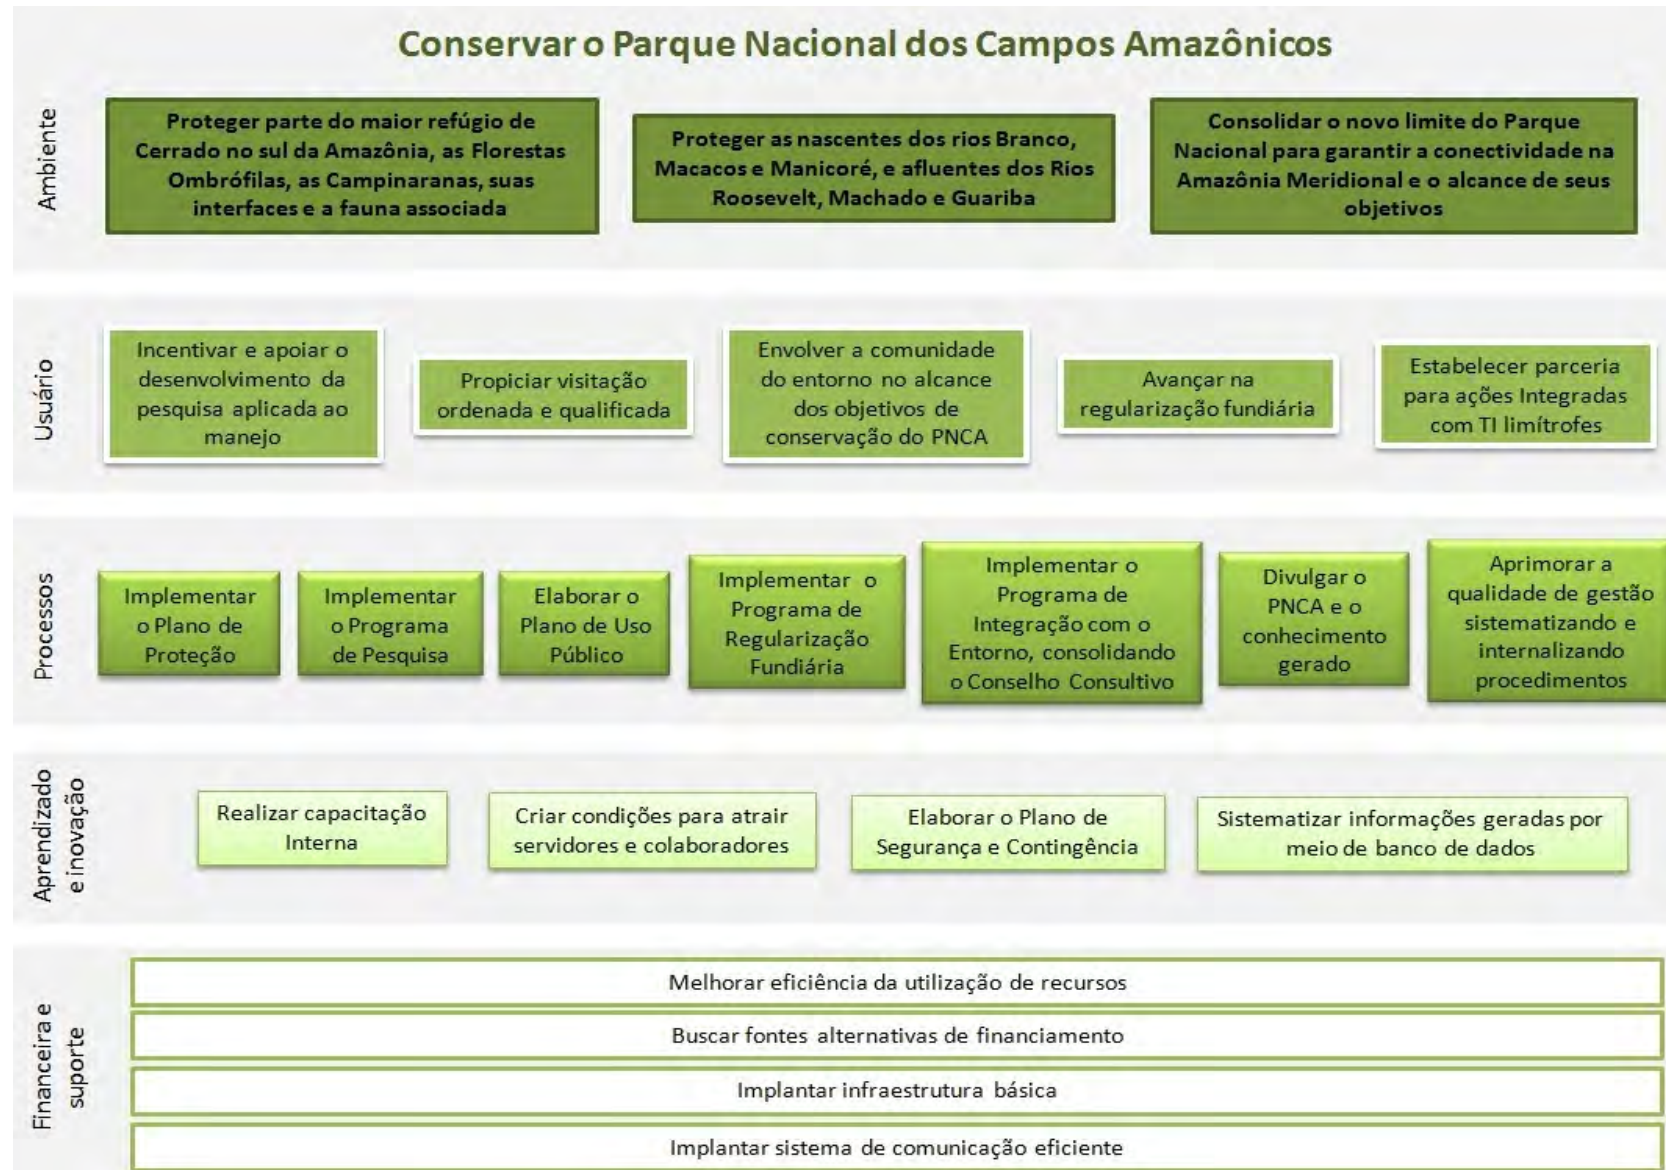 Conservar o Parque Nacional dos Campos Amazônicos
Ambiente
Proteger parte do maior refúgio de
Cerrado no sul da Amazônia, as Florestas
Ombrófilas, as Campinaranas, suas
interfaces e a fauna associada
Proteger as nascentes dos rios Branco,
Macacos e Manicoré, e afluentes dos Rios
Roosevelt, Machado e Guariba
Consolidar o novo limite do Parque
Nacional para garantir a conectividade na
Amazônia Meridional e o alcance de seus
objetivos
Usuário
Incentivar e apoiar o
desenvolvimento da
pesquisa aplicada ao
manejo
Propiciar visitação
ordenada e qualificada
Envolver a comunidade
do entorno no alcance
dos objetivos de
conservação do PNCA
Avançar na
regularização fundiária
Estabelecer parceria
para ações Integradas
com TI limítrofes
Processos
Implementar
o Plano de
Proteção
Implementar
o Programa
de Pesquisa
Elaborar o
Plano de Uso
Público
Implementar o
Programa de
Regularização
Fundiária
Implementar o
Programa de
Integração com o
Entorno, consolidando
o Conselho Consultivo
Divulgar o
PNCA e o
conhecimento
gerado
Aprimorar a
qualidade de gestão
sistematizando e
internalizando
procedimentos
Aprendizado
e inovação
Realizar capacitação
Interna
Criar condições para atrair
servidores e colaboradores
Elaborar o Plano de
Segurança e Contingência
Sistematizar informações geradas por
meio de banco de dados
Financeira e
suporte
Melhorar eficiência da utilização de recursos
Buscar fontes alternativas de financiamento
Implantar infraestrutura básica
Implantar sistema de comunicação eficiente